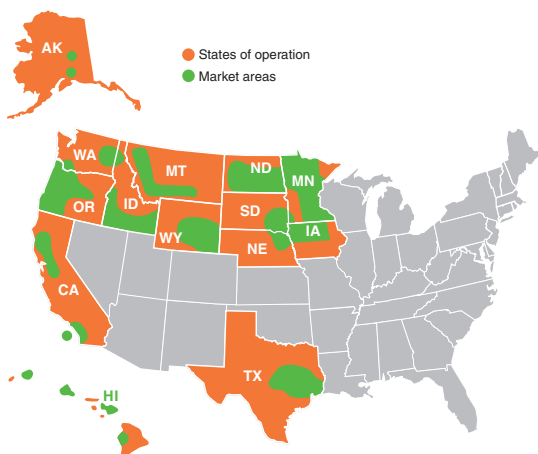 AK
States of operation
Market areas
WA
MT
ND
MN
OR
ID
SD
WY
IA
NE
CA
TX
HI